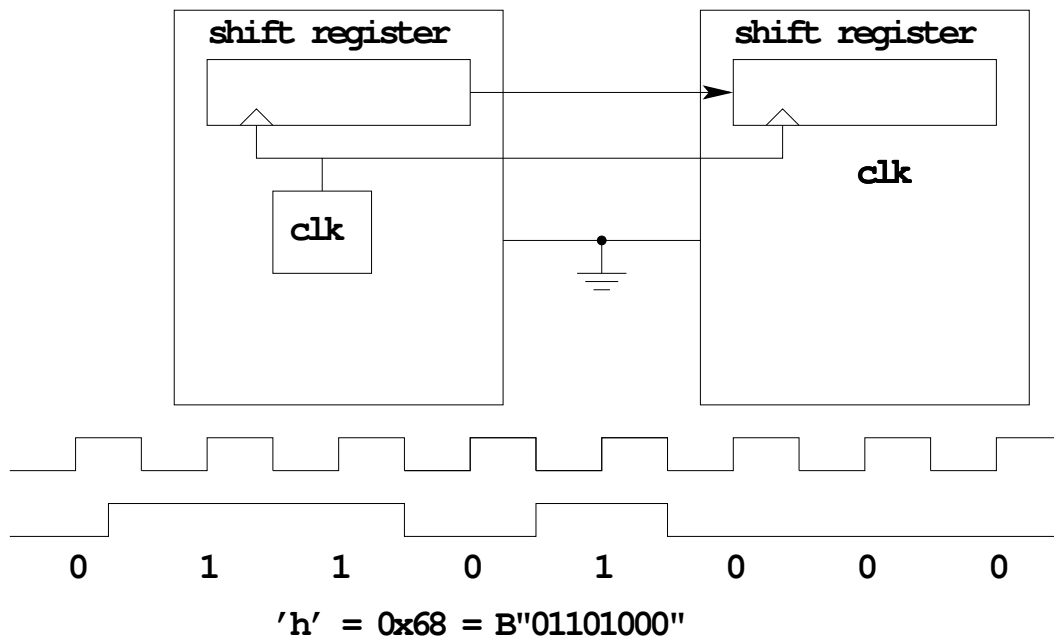 shift register
shift register
clk
clk
0 1 1 0 1 0 0 0
'h' = 0x68 = B"01101000"